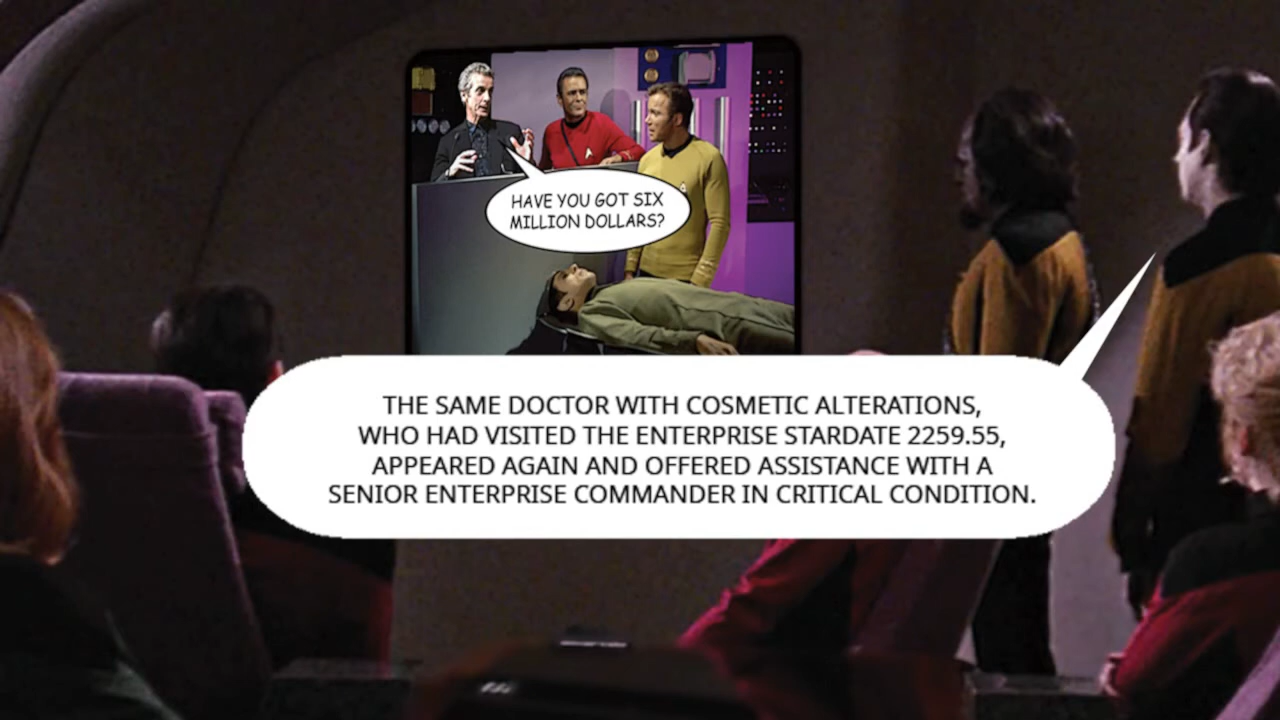 HAVE YOU GOT SIX
MILLION DOLLARS?
THE SAME DOCTOR WITH COSMETIC ALTERATIONS,
WHO HAD VISITED THE ENTERPRISE STARDATE 2259.55,
APPEARED AGAIN AND OFFERED ASSISTANCE WITH A
SENIOR ENTERPRISE COMMANDER IN CRITICAL CONDITION.